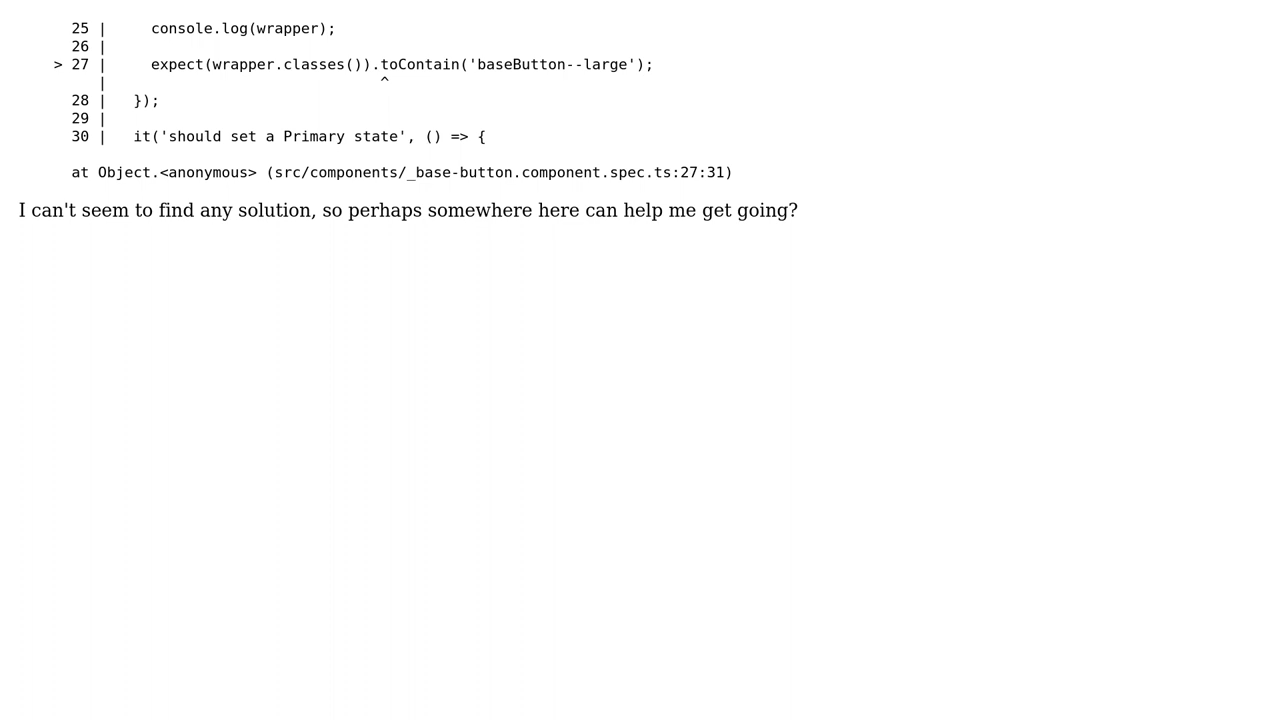 25 |     console.log(wrapper);
26 |
> 27 |     expect(wrapper.classes()).toContain('baseButton--large');
|                               ^
28 |   });
29 |
30 |   it('should set a Primary state', () => {
at Object.<anonymous> (src/components/_base-button.component.spec.ts:27:31)
I can't seem to find any solution, so perhaps somewhere here can help me get going?